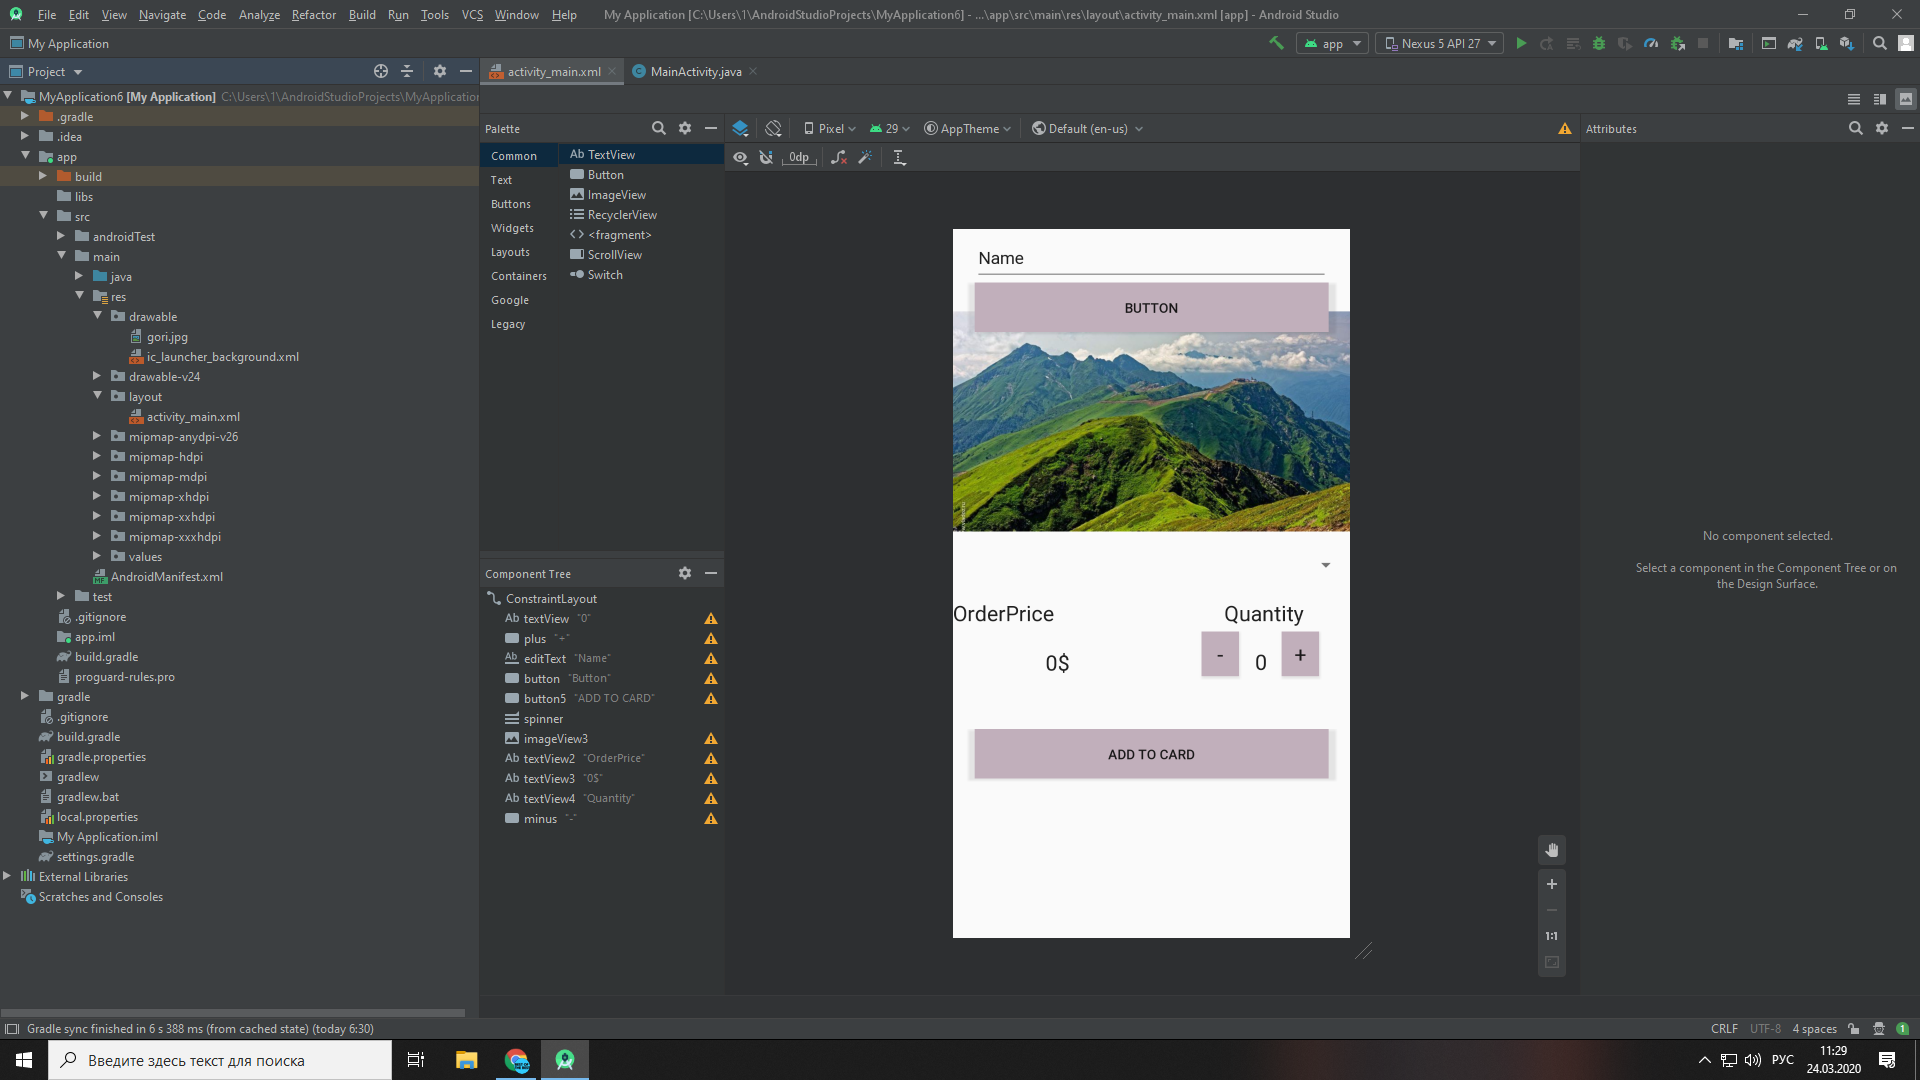 File Edit View Navigate Code Analyze Refactor Build Run Tools VCS Window Help My Application [C:\Users\1\AndroidStudioProjects\MyApplication6] - ...\app\src\main\res\layout\activity_main.xml [app] - Android Studio
My Application
app
Nexus 5 API 27
Project
activity_main.xml
MainActivity.java
MyApplication6 [My Application] C:\Users\1\AndroidStudioProjects\MyApplication
.gradle
.idea
app
build
libs
src
androidTest
main
java
res
drawable
gori.jpg
ic_launcher_background.xml
drawable-v24
layout
activity_main.xml
mipmap-anydpi-v26
mipmap-hdpi
mipmap-mdpi
mipmap-xhdpi
mipmap-xxhdpi
mipmap-xxxhdpi
values
AndroidManifest.xml
test
.gitignore
app.iml
build.gradle
proguard-rules.pro
gradle
.gitignore
build.gradle
gradle.properties
gradlew
gradlew.bat
local.properties
My Application.iml
settings.gradle
External Libraries
Scratches and Consoles
Palette
Common
Text
Buttons
Widgets
Layouts
Containers
Google
Legacy
Ab TextView
Button
ImageView
RecyclerView
<> <fragment>
ScrollView
Switch
Component Tree
ConstraintLayout
Ab textView "0"
plus "+"
Ab editText "Name"
button "Button"
button5 "ADD TO CARD"
spinner
imageView3
Ab textView2 "OrderPrice"
Ab textView3 "0$"
Ab textView4 "Quantity"
minus "-"
Pixel
29
AppTheme
Default (en-us)
0dp
Name
BUTTON
OrderPrice
Quantity
0$
- 0 +
ADD TO CARD
1:1
Attributes
No component selected.
Select a component in the Component Tree or on
the Design Surface.
Gradle sync finished in 6 s 388 ms (from cached state) (today 6:30)
CRLF UTF-8 4 spaces 1
Введите здесь текст для поиска
РУС
11:29
24.03.2020